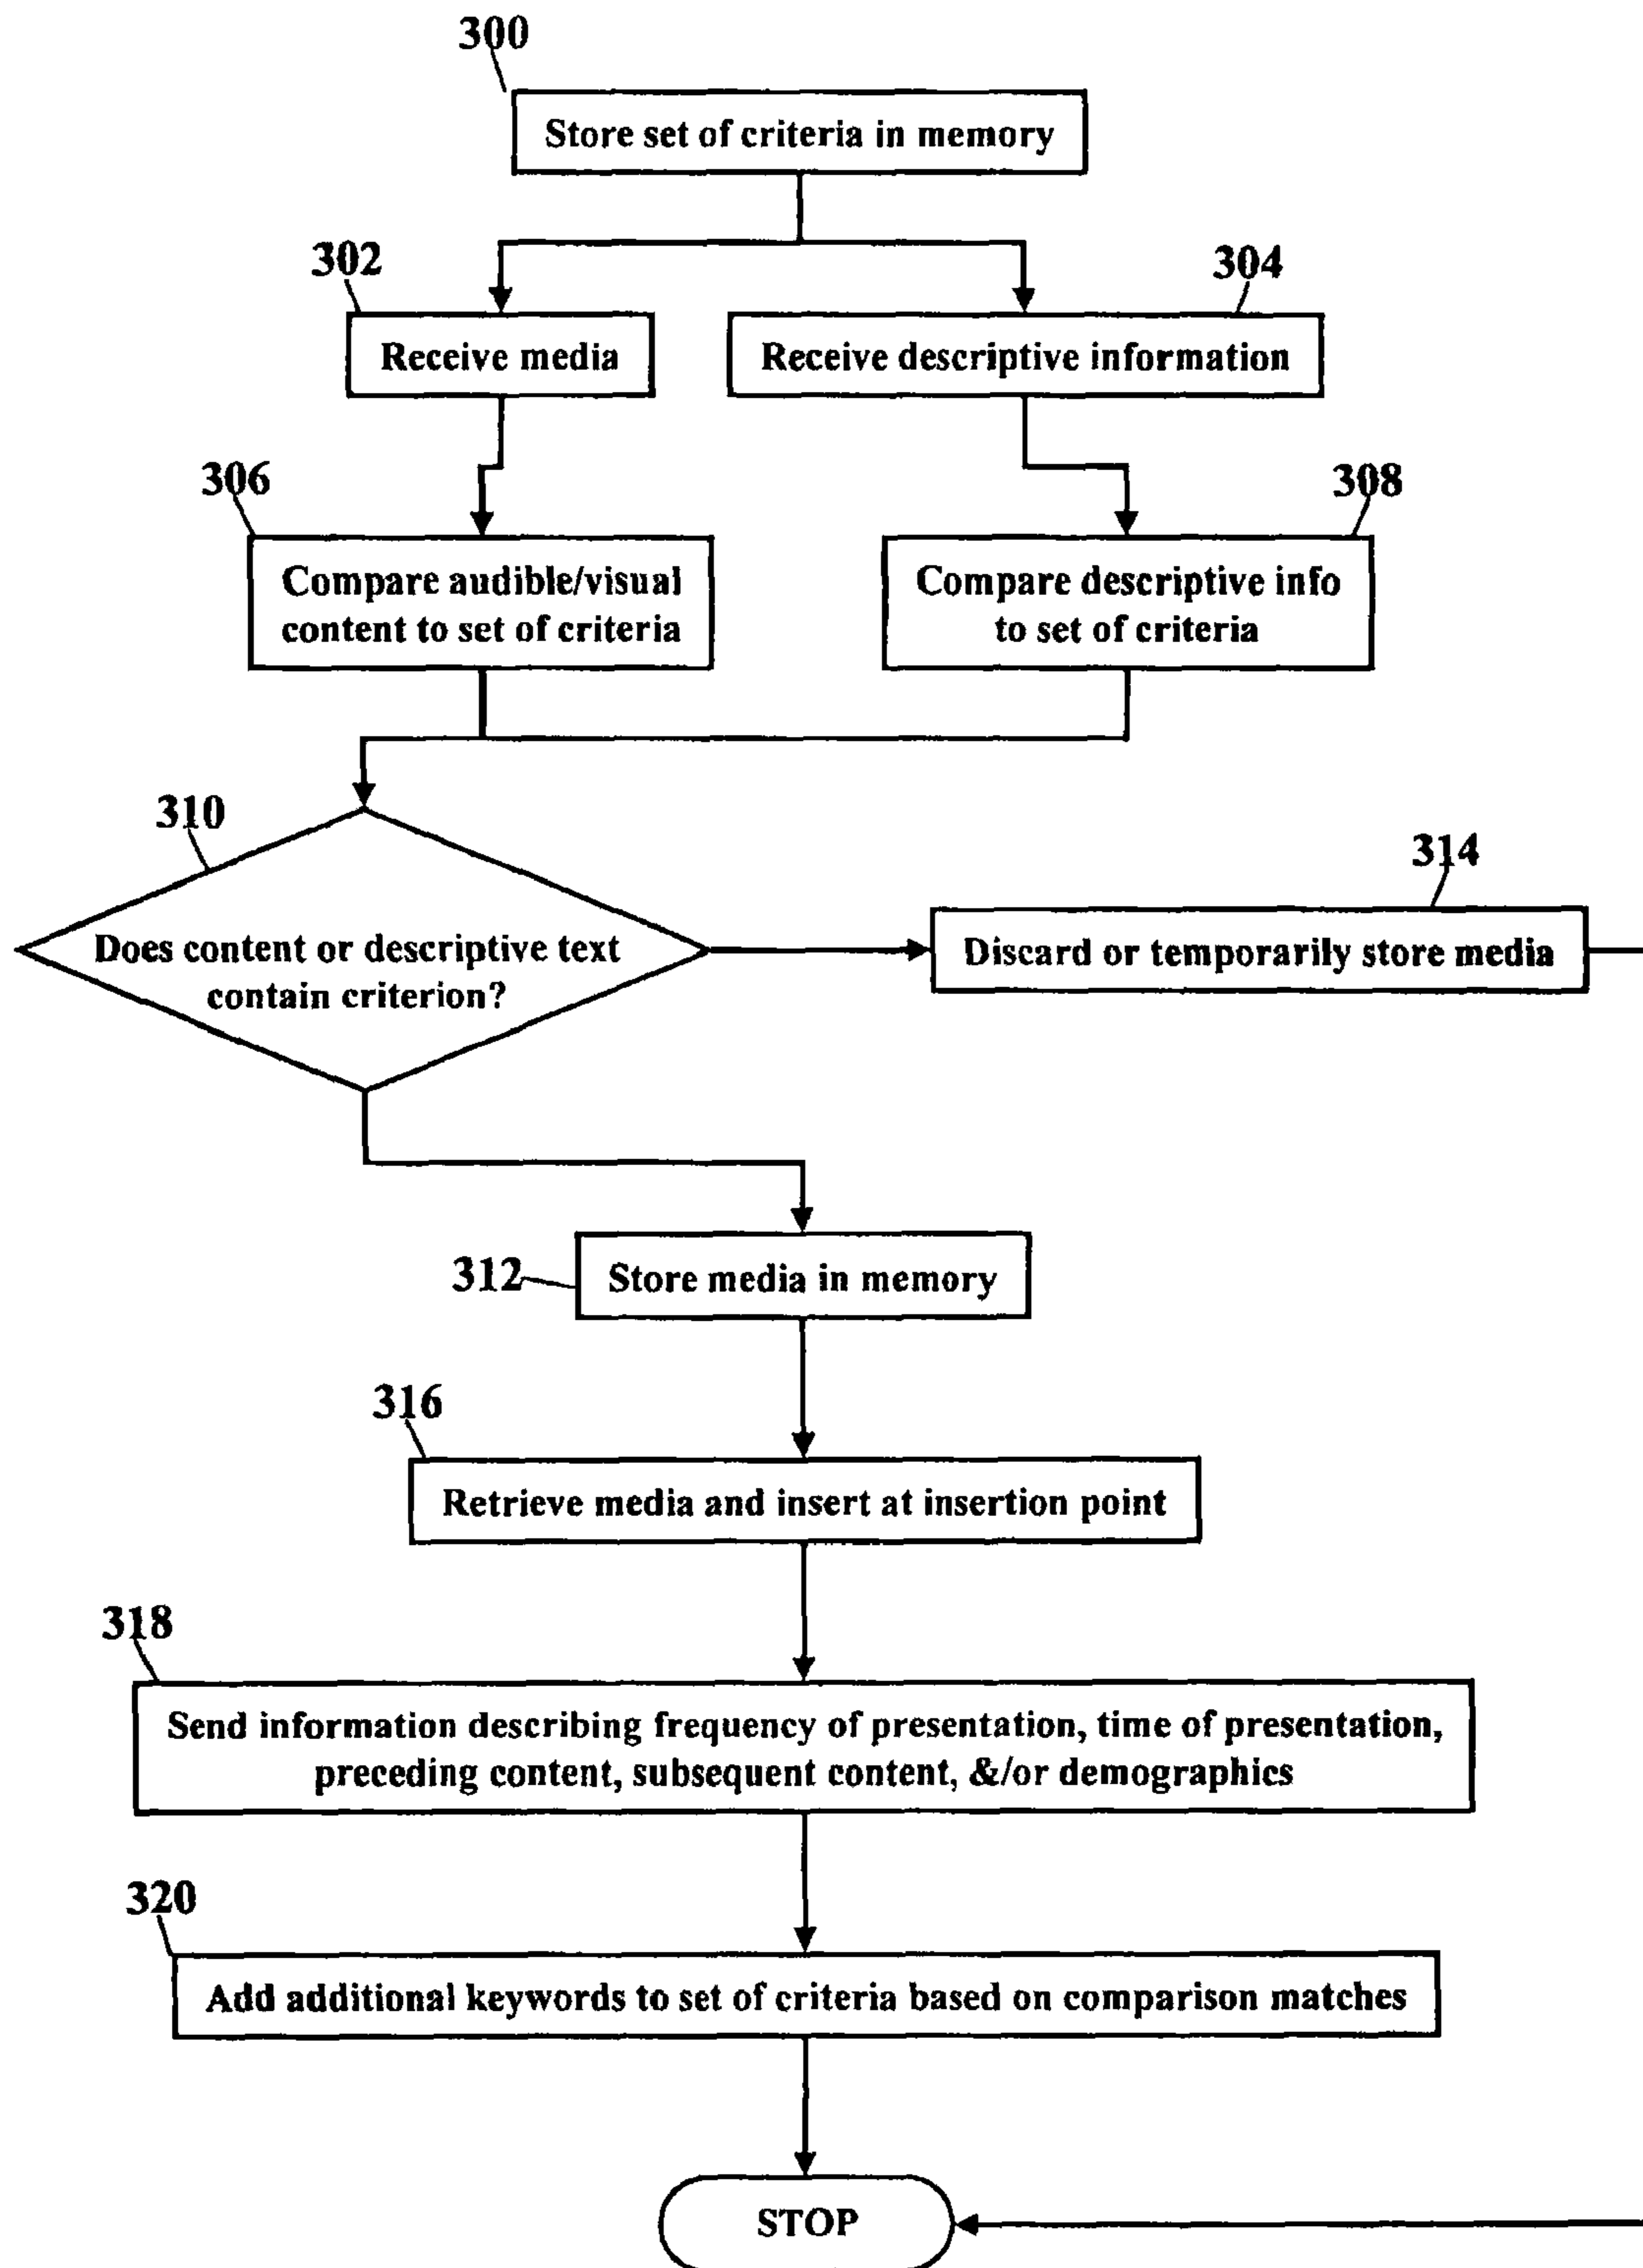 300
Store set of criteria in memory
302
304
Receive media
Receive descriptive information
306
308
Compare audible/visual
content to set of criteria
Compare descriptive info
to set of criteria
310
Does content or descriptive text
contain criterion?
314
Discard or temporarily store media
312
Store media in memory
316
Retrieve media and insert at insertion point
318
Send information describing frequency of presentation, time of presentation,
preceding content, subsequent content, &/or demographics
320
Add additional keywords to set of criteria based on comparison matches
STOP